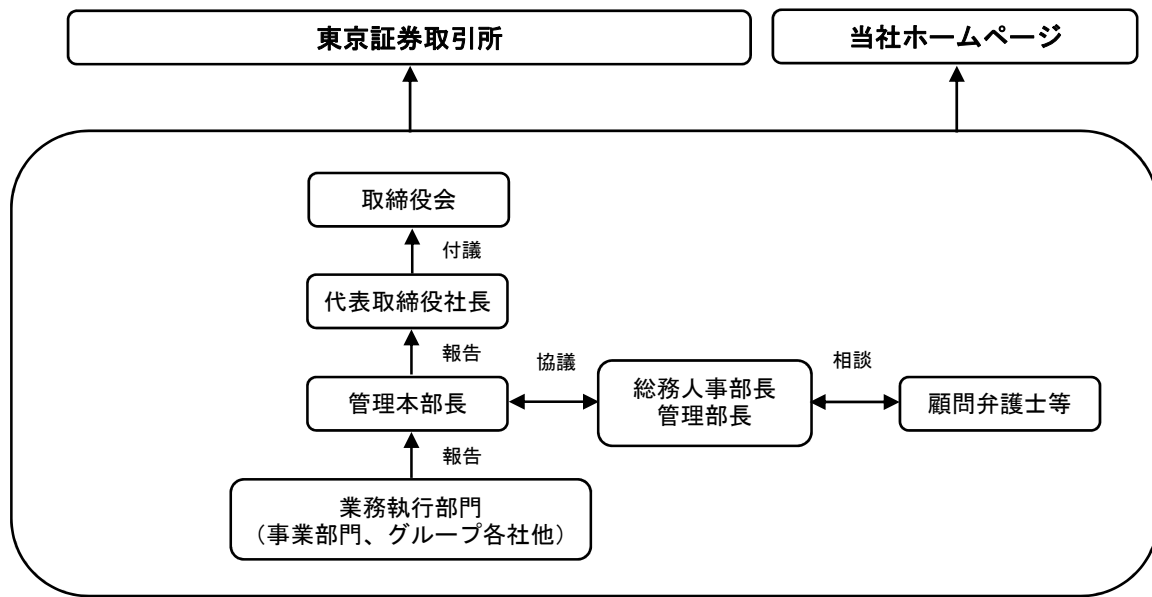 東京証券取引所
当社ホームページ
取締役会
付議
代表取締役社長
報告
管理本部長
協議
総務人事部長
管理部長
相談
顧問弁護士等
報告
業務執行部門
（事業部門、グループ各社他）